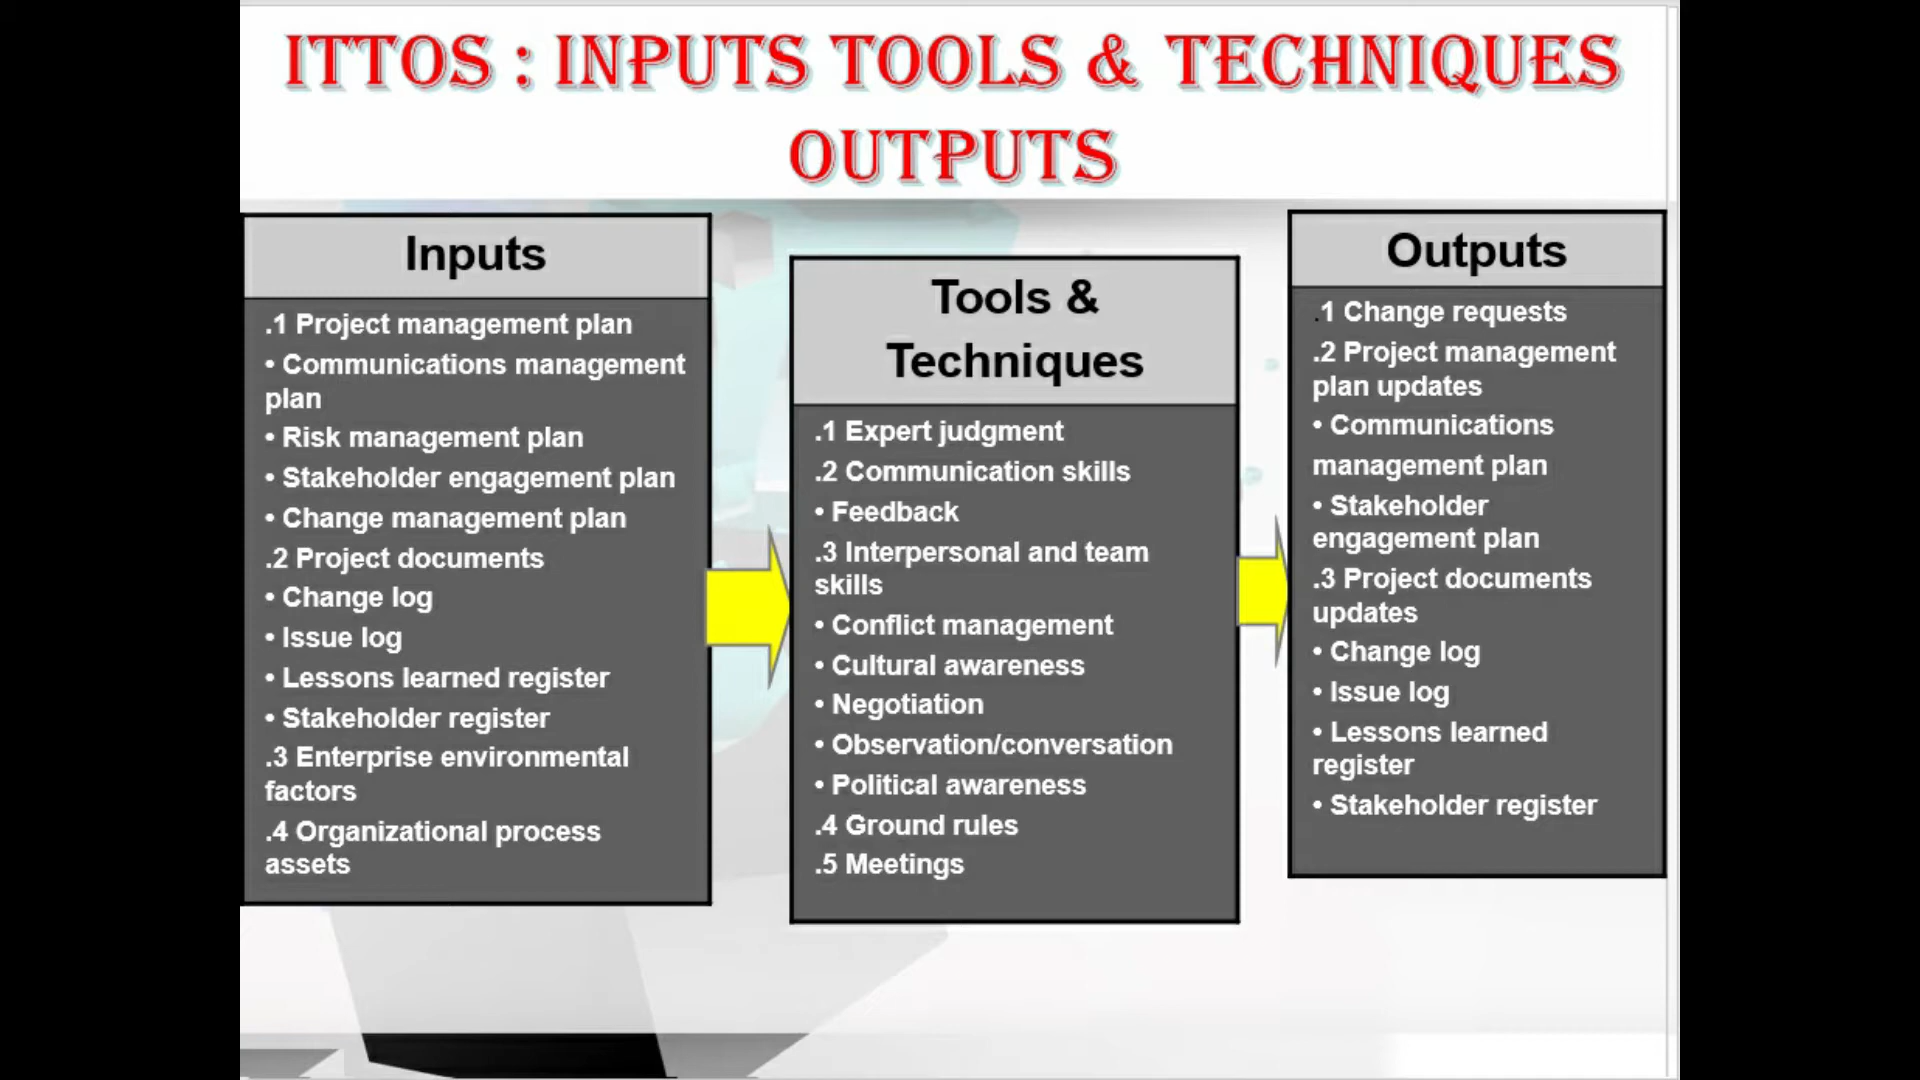 ITTOS : INPUTS TOOLS & TECHNIQUES
OUTPUTS
Inputs
.1 Project management plan
• Communications management
plan
• Risk management plan
• Stakeholder engagement plan
• Change management plan
.2 Project documents
• Change log
• Issue log
• Lessons learned register
• Stakeholder register
.3 Enterprise environmental
factors
.4 Organizational process
assets
Tools &
Techniques
.1 Expert judgment
.2 Communication skills
• Feedback
.3 Interpersonal and team
skills
• Conflict management
• Cultural awareness
• Negotiation
• Observation/conversation
• Political awareness
.4 Ground rules
.5 Meetings
Outputs
.1 Change requests
.2 Project management
plan updates
• Communications
management plan
• Stakeholder
engagement plan
.3 Project documents
updates
• Change log
• Issue log
• Lessons learned
register
• Stakeholder register